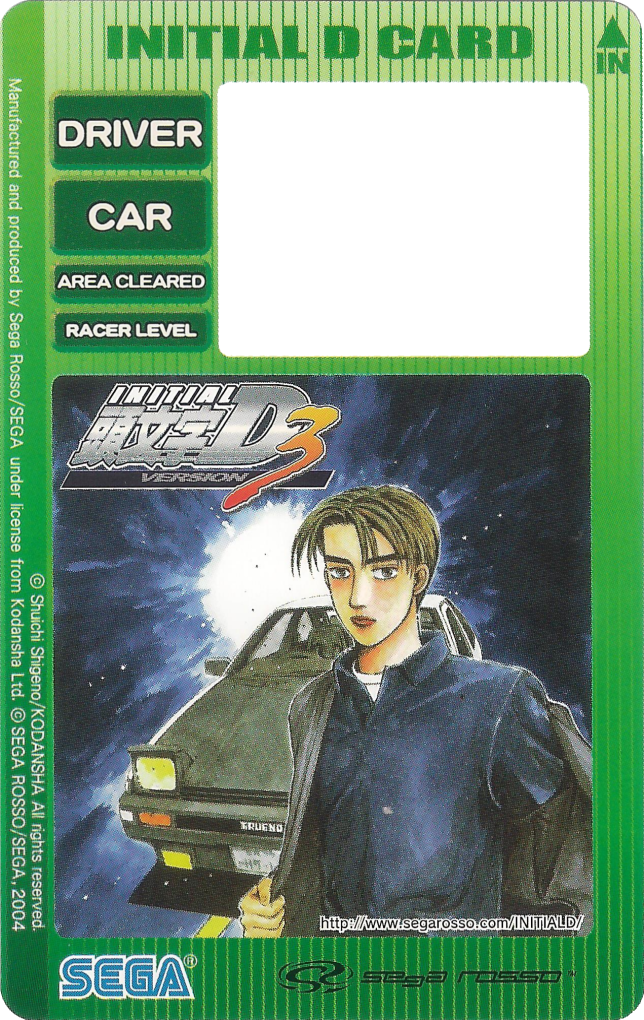 INITIAL D CARD
IN
DRIVER
CAR
AREA CLEARED
RACER LEVEL
INITIAL
頭文字D3
VERSION
TRUENO
http://www.segarosso.com/INITIALD/
SEGA®
sega rosso™
Manufactured and produced by Sega Rosso/SEGA under license from Kodansha Ltd. © SEGA ROSSO/SEGA, 2004
© Shuichi Shigeno/KODANSHA All rights reserved.